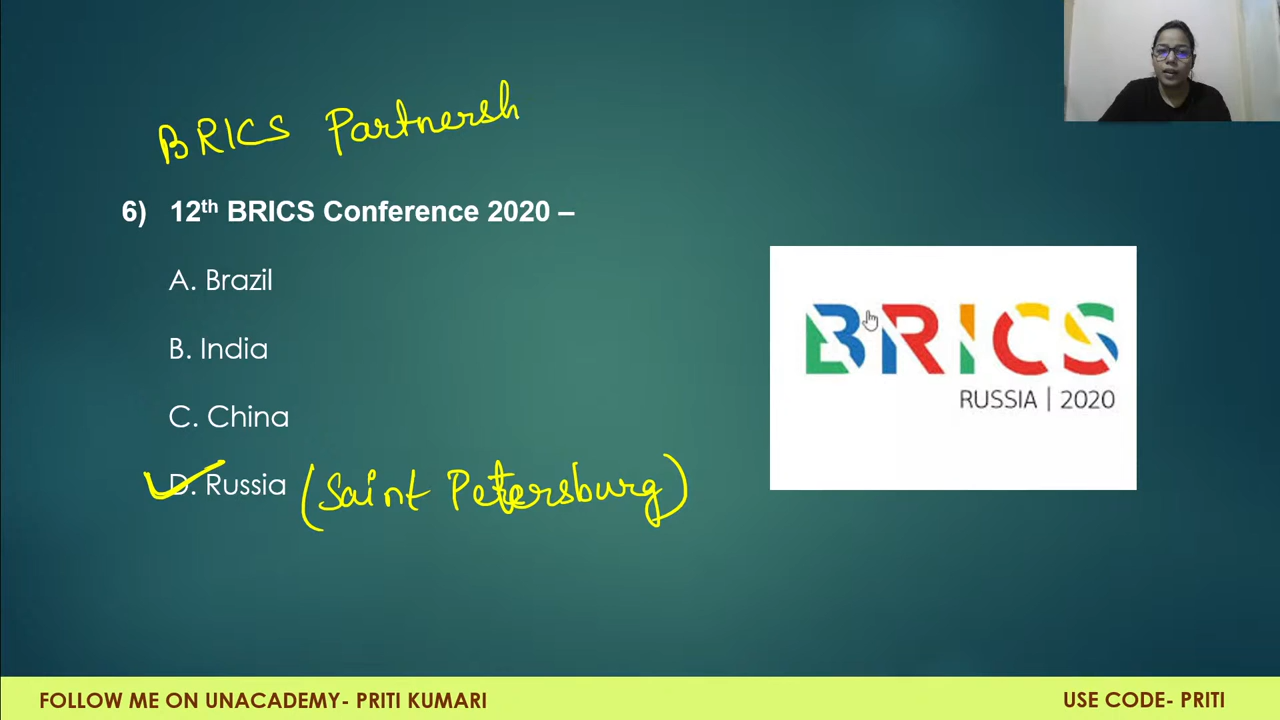 BRICS Partnersh
6) 12th BRICS Conference 2020 –
A. Brazil
B. India
C. China
D. Russia (Saint Petersburg)
BRICS
RUSSIA | 2020
FOLLOW ME ON UNACADEMY- PRITI KUMARI
USE CODE- PRITI